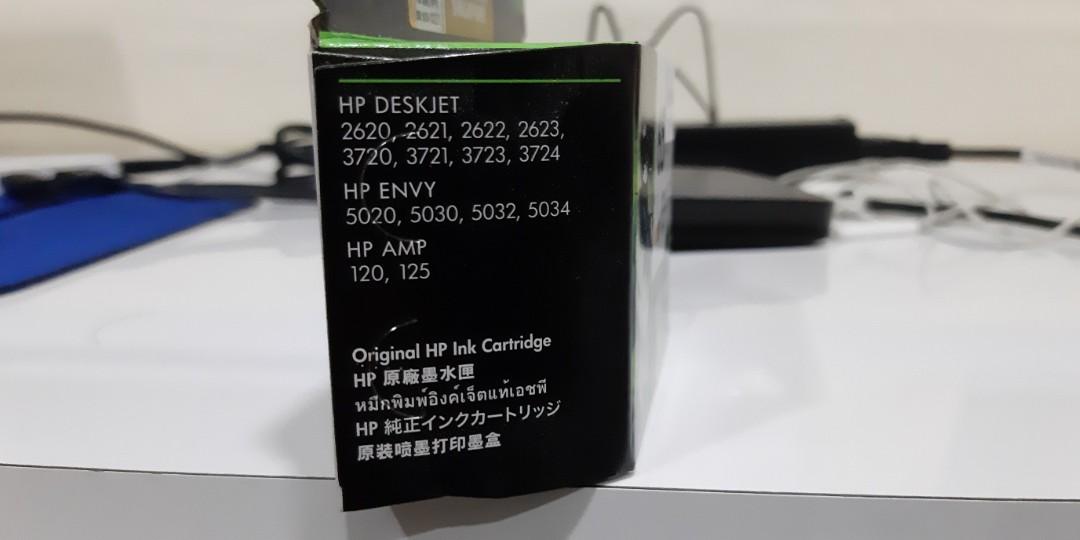 HP DESKJET
2620, 2621, 2622, 2623,
3720, 3721, 3723, 3724
HP ENVY
5020, 5030, 5032, 5034
HP AMP
120, 125
Original HP Ink Cartridge
HP 原廠墨水匣
หมึกพิมพ์อิงค์เจ็ตแท้เอชพี
HP 純正インクカートリッジ
原装喷墨打印墨盒